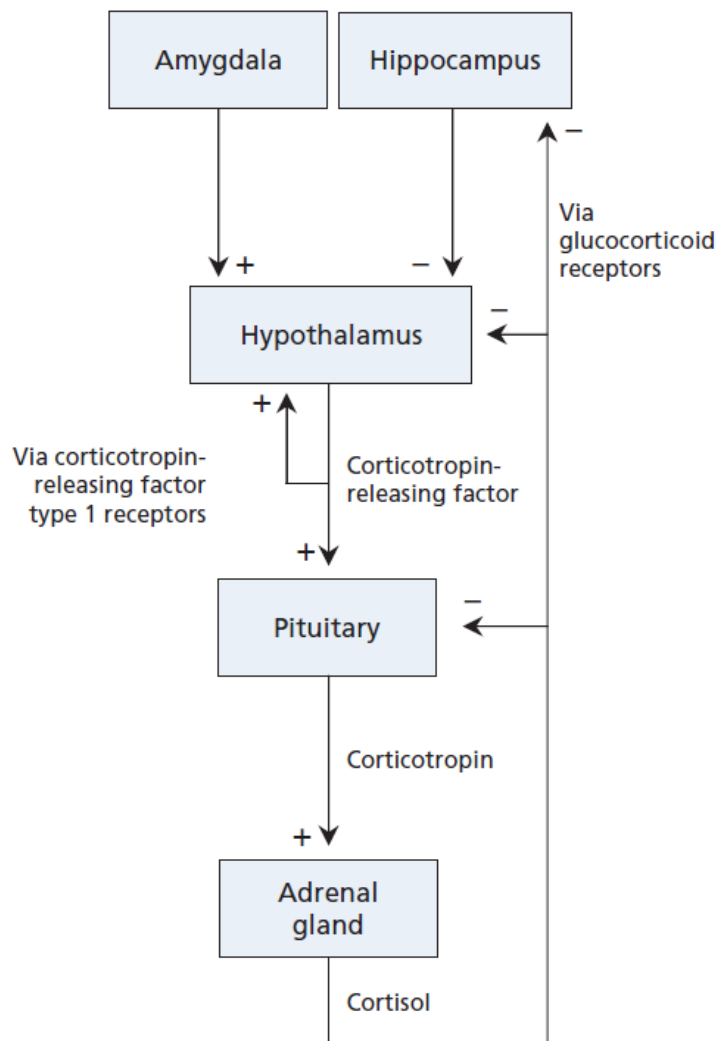 Amygdala
Hippocampus
–
Via
glucocorticoid
receptors
+
–
–
Hypothalamus
+
Via corticotropin-
releasing factor
type 1 receptors
Corticotropin-
releasing factor
+
–
Pituitary
Corticotropin
+
Adrenal
gland
Cortisol